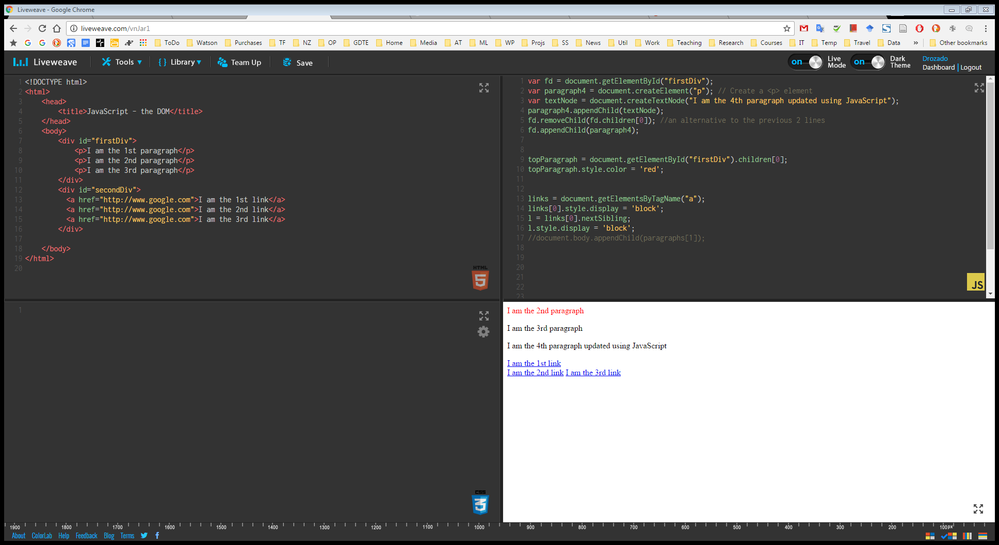 Liveweave - Google Chrome
liveweave.com/vnJar1
ToDo Watson Purchases TF NZ OP GDTE Home Media AT ML WP Projs SS News Util Work Teaching Research Courses IT Temp Travel Data » Other bookmarks
Liveweave Tools Library Team Up Save on Live Mode on Dark Theme Drozado Dashboard | Logout
1 <!DOCTYPE html>
2 <html>
3 <head>
4 <title>JavaScript - the DOM</title>
5 </head>
6 <body>
7 <div id="firstDiv">
8 <p>I am the 1st paragraph</p>
9 <p>I am the 2nd paragraph</p>
10 <p>I am the 3rd paragraph</p>
11 </div>
12 <div id="secondDiv">
13 <a href="http://www.google.com">I am the 1st link</a>
14 <a href="http://www.google.com">I am the 2nd link</a>
15 <a href="http://www.google.com">I am the 3rd link</a>
16 </div>
17
18 </body>
19 </html>
20
HTML
5
1 var fd = document.getElementById("firstDiv");
2 var paragraph4 = document.createElement("p"); // Create a <p> element
3 var textNode = document.createTextNode("I am the 4th paragraph updated using JavaScript");
4 paragraph4.appendChild(textNode);
5 fd.removeChild(fd.children[0]); //an alternative to the previous 2 lines
6 fd.appendChild(paragraph4);
7
8
9 topParagraph = document.getElementById("firstDiv").children[0];
10 topParagraph.style.color = 'red';
11
12
13 links = document.getElementsByTagName("a");
14 links[0].style.display = 'block';
15 l = links[0].nextSibling;
16 l.style.display = 'block';
17 //document.body.appendChild(paragraphs[1]);
18
19
20
21
22
23
JS
1
CSS
3
I am the 2nd paragraph
I am the 3rd paragraph
I am the 4th paragraph updated using JavaScript
I am the 1st link
I am the 2nd link I am the 3rd link
1900 1800 1700 1600 1500 1400 1300 1200 1100 1000 900 800 700 600 500 400 300 200 100px
About ColorLab Help Feedback Blog Terms